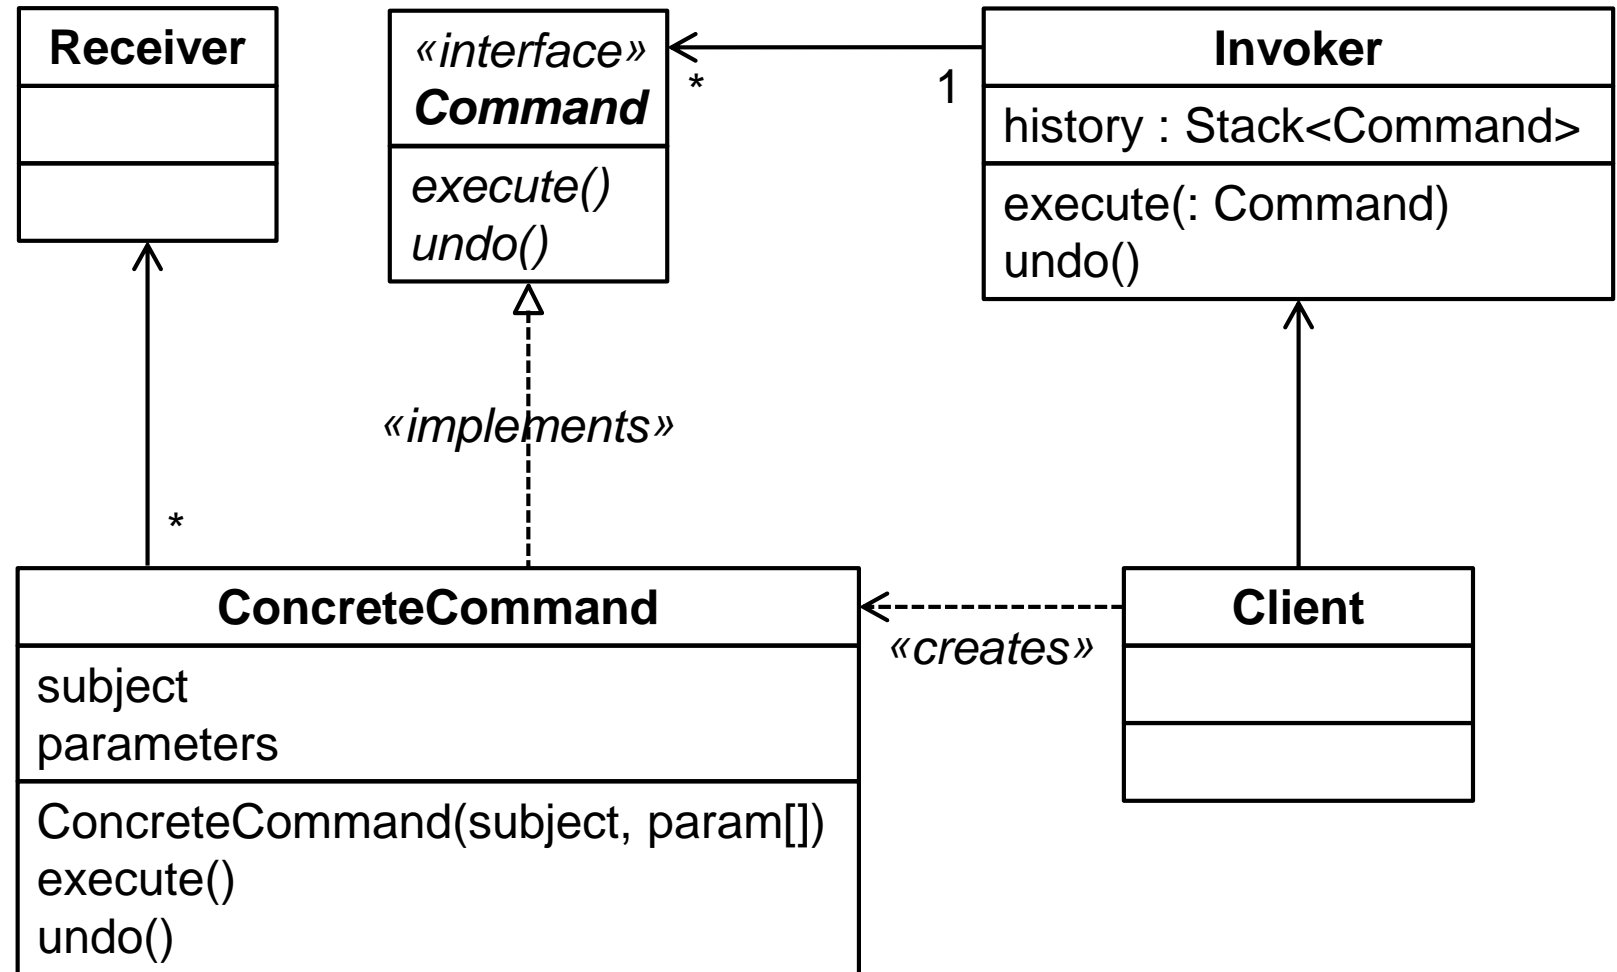 Receiver
«interface»
Command
execute()
undo()
*
1
Invoker
history : Stack<Command>
execute(: Command)
undo()
«implements»
*
ConcreteCommand
subject
parameters
ConcreteCommand(subject, param[])
execute()
undo()
«creates»
Client